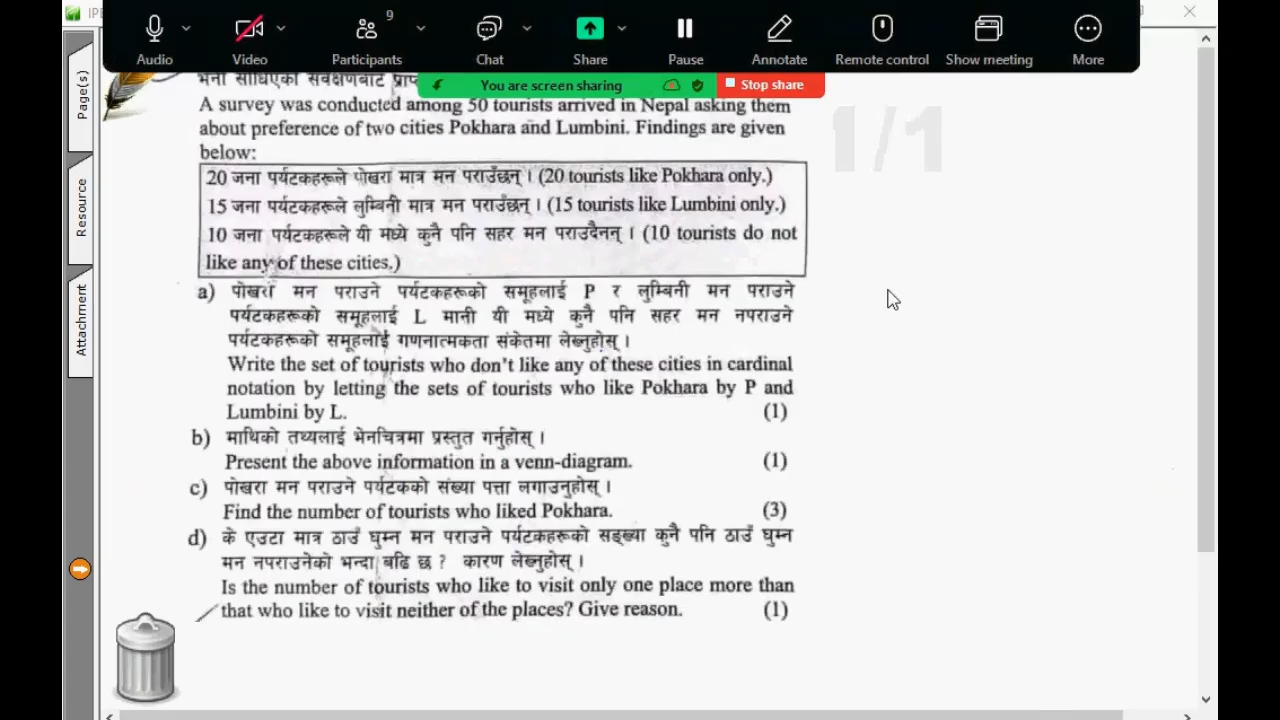 IPE
9
Audio
Video
Participants
Chat
Share
Pause
Annotate
Remote control
Show meeting
More
You are screen sharing
Stop share
Page(s)
Resource
Attachment
1/1
A survey was conducted among 50 tourists arrived in Nepal asking them
about preference of two cities Pokhara and Lumbini. Findings are given
below:
20 जना पर्यटकहरूले पोखरा मात्र मन पराउँछन् । (20 tourists like Pokhara only.)
15 जना पर्यटकहरूले लुम्बिनी मात्र मन पराउँछन् । (15 tourists like Lumbini only.)
10 जना पर्यटकहरूले यी मध्ये कुनै पनि सहर मन पराउदैनन् । (10 tourists do not
like any of these cities.)
a) पोखरा मन पराउने पर्यटकहरूको समूहलाई P र लुम्बिनी मन पराउने
पर्यटकहरूको समूहलाई L मानी यी मध्ये कुनै पनि सहर मन नपराउने
पर्यटकहरूको समूहलाई गणनात्मकता संकेतमा लेख्नुहोस् ।
Write the set of tourists who don't like any of these cities in cardinal
notation by letting the sets of tourists who like Pokhara by P and
Lumbini by L. (1)
b) माथिको तथ्यलाई भेनचित्रमा प्रस्तुत गर्नुहोस् ।
Present the above information in a venn-diagram. (1)
c) पोखरा मन पराउने पर्यटकको संख्या पत्ता लगाउनुहोस् ।
Find the number of tourists who liked Pokhara. (3)
d) के एउटा मात्र ठाउँ घुम्न मन पराउने पर्यटकहरूको सङ्ख्या कुनै पनि ठाउँ घुम्न
मन नपराउनेको भन्दा बढि छ ? कारण लेख्नुहोस् ।
Is the number of tourists who like to visit only one place more than
that who like to visit neither of the places? Give reason. (1)